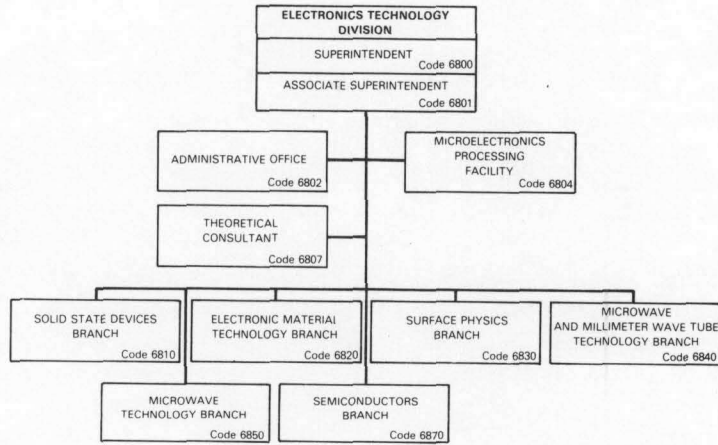 ELECTRONICS TECHNOLOGY
DIVISION
SUPERINTENDENT
Code 6800
ASSOCIATE SUPERINTENDENT
Code 6801
ADMINISTRATIVE OFFICE
Code 6802
MICROELECTRONICS
PROCESSING
FACILITY
Code 6804
THEORETICAL
CONSULTANT
Code 6807
SOLID STATE DEVICES
BRANCH
Code 6810
ELECTRONIC MATERIAL
TECHNOLOGY BRANCH
Code 6820
SURFACE PHYSICS
BRANCH
Code 6830
MICROWAVE
AND MILLIMETER WAVE TUBE
TECHNOLOGY BRANCH
Code 6840
MICROWAVE
TECHNOLOGY BRANCH
Code 6850
SEMICONDUCTORS
BRANCH
Code 6870